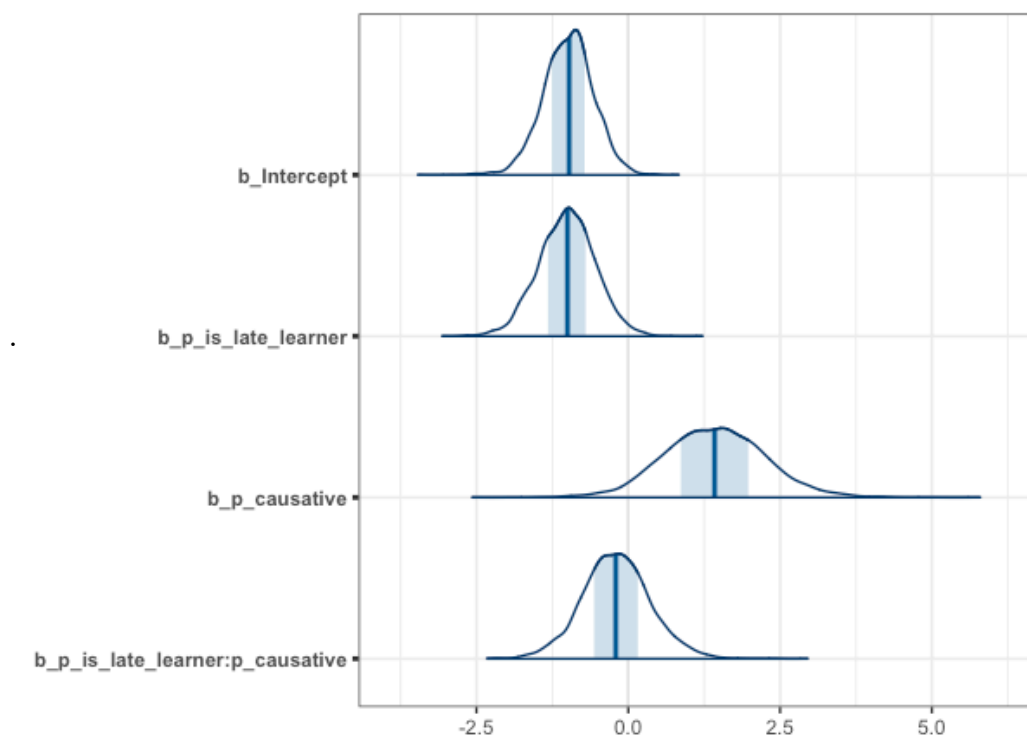 b_Intercept
b_p_is_late_learner
.
b_p_causative
b_p_is_late_learner:p_causative
-2.5 0.0 2.5 5.0